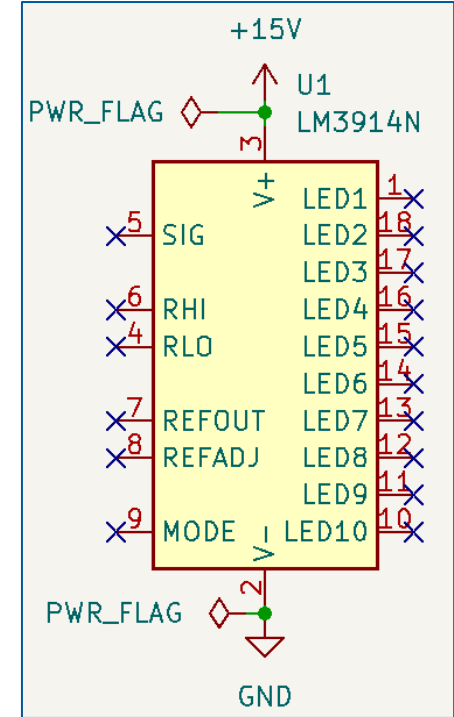 +15V
U1
PWR_FLAG
LM3914N
3
V+
LED1 1
5 SIG LED2 18
LED3 17
6 RHI LED4 16
4 RLO LED5 15
LED6 14
7 REFOUT LED7 13
8 REFADJ LED8 12
LED9 11
9 MODE V- LED10 10
2
PWR_FLAG
GND